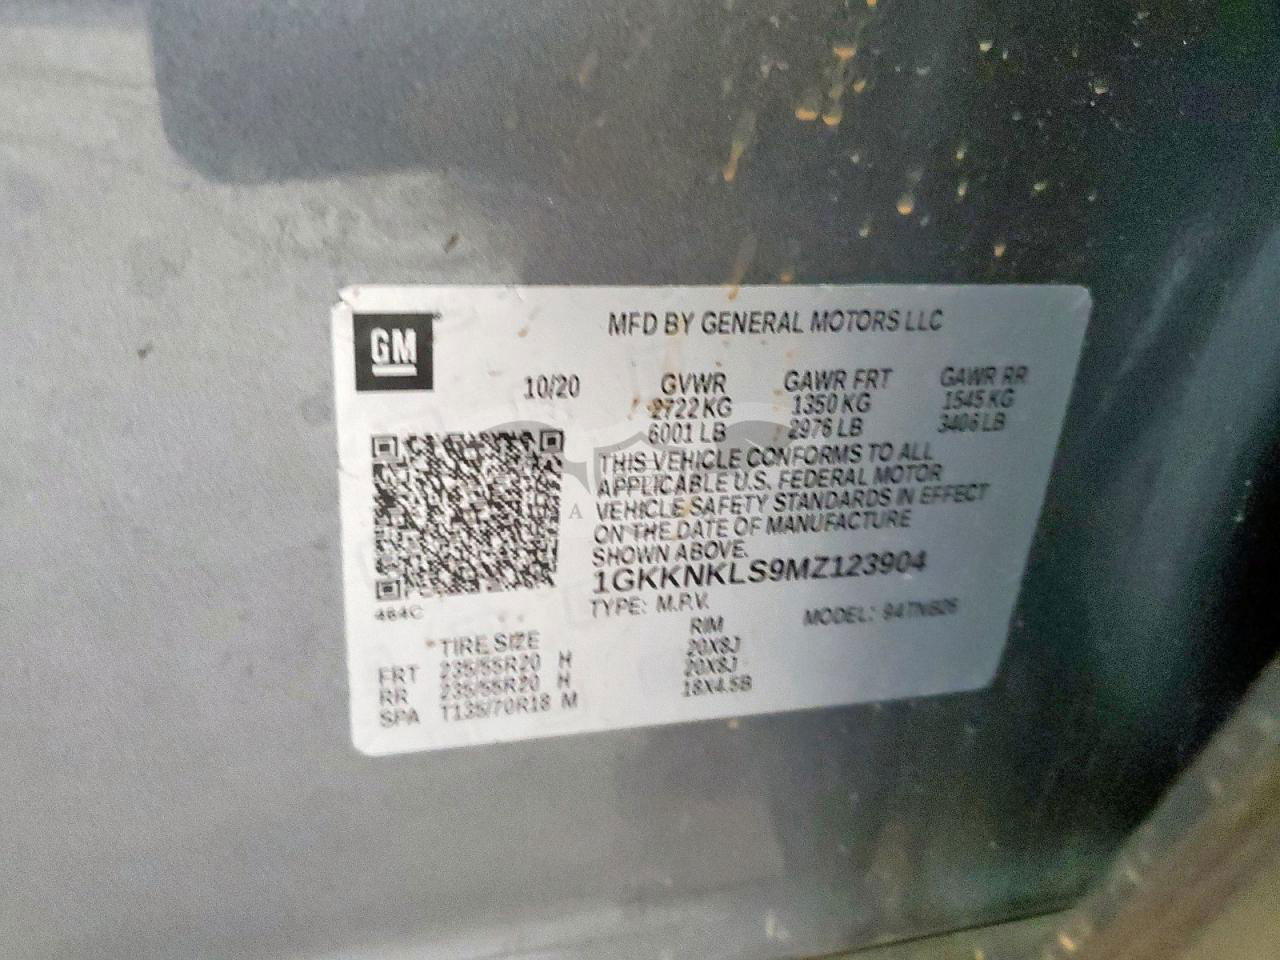 GM
MFD BY GENERAL MOTORS LLC
10/20 GVWR GAWR FRT GAWR RR
2722 KG 1350 KG 1545 KG
6001 LB 2976 LB 3406 LB
THIS VEHICLE CONFORMS TO ALL
APPLICABLE U.S. FEDERAL MOTOR
VEHICLE SAFETY STANDARDS IN EFFECT
ON THE DATE OF MANUFACTURE
SHOWN ABOVE.
1GKKNKLS9MZ123904
TYPE: M.P.V. MODEL:
464C
TIRE SIZE RIM
FRT 235/55R20 H 20X8J
RR 235/55R20 H 20X8J
SPA T135/70R18 M 18X4.5B